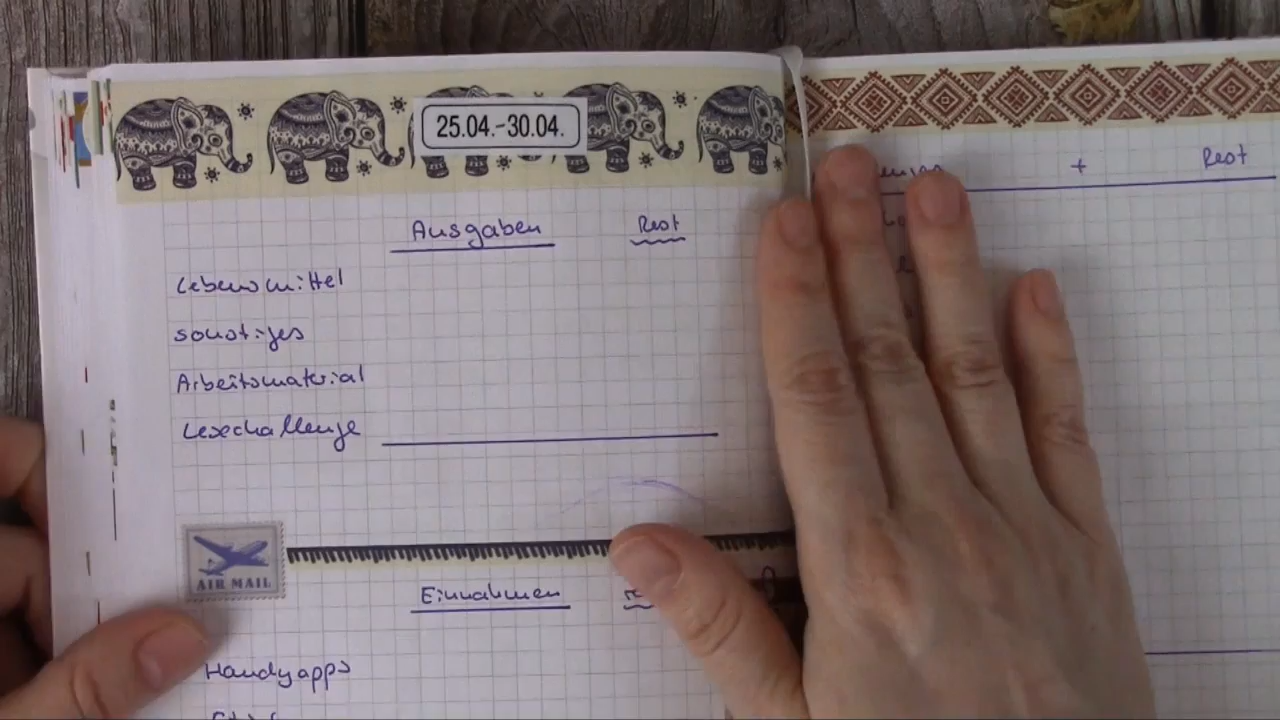 25.04.-30.04.
Ausgaben Rest
Lebensmittel
sonstiges
Arbeitsmaterial
Lesechallenge
AIR MAIL
Einnahmen
Handyapps
+ Rest